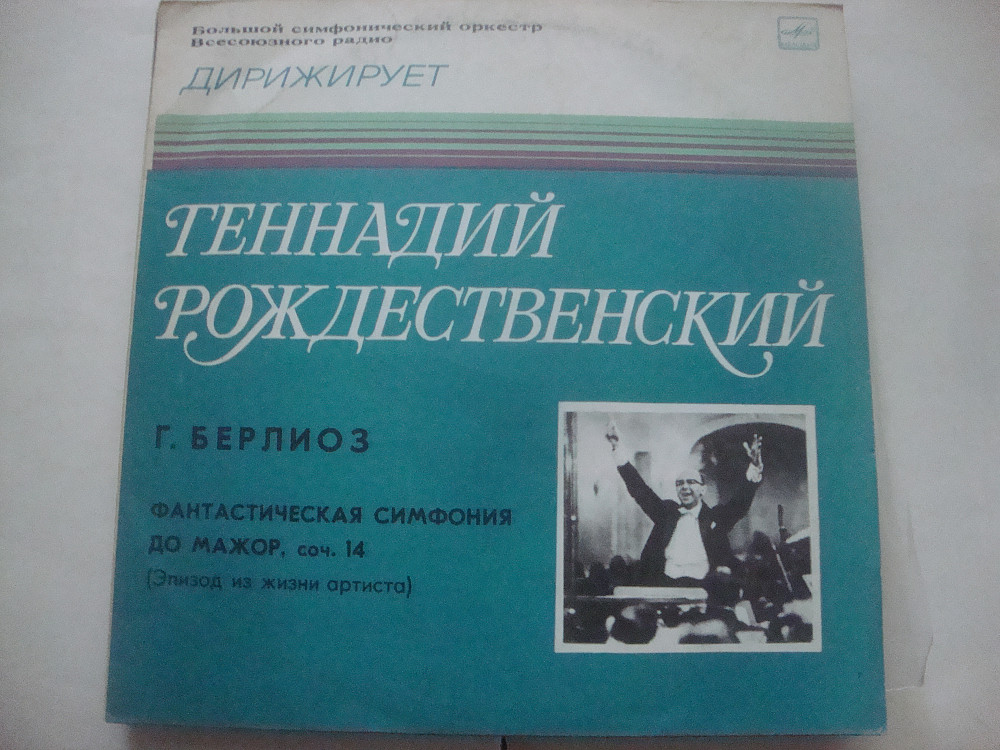 Большой симфонический оркестр
Всесоюзного радио
ДИРИЖИРУЕТ
ГЕННАДИЙ
РОЖДЕСТВЕНСКИЙ
Г. БЕРЛИОЗ
ФАНТАСТИЧЕСКАЯ СИМФОНИЯ
ДО МАЖОР, соч. 14
(Эпизод из жизни артиста)